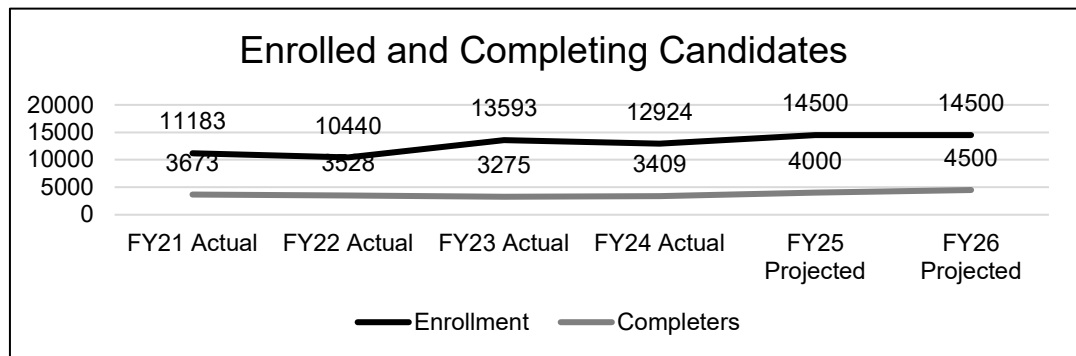 Enrolled and Completing Candidates
20000
15000
10000
5000
0
11183 10440 13593 12924 14500 14500
3673 3528 3275 3409 4000 4500
FY21 Actual FY22 Actual FY23 Actual FY24 Actual FY25 Projected FY26 Projected
Enrollment Completers